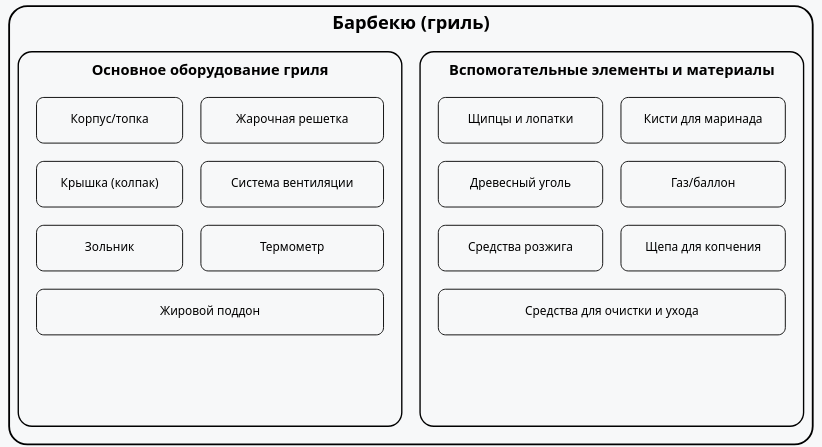 Барбекю (гриль)
Основное оборудование гриля
Корпус/топка
Жарочная решетка
Крышка (колпак)
Система вентиляции
Зольник
Термометр
Жировой поддон
Вспомогательные элементы и материалы
Щипцы и лопатки
Кисти для маринада
Древесный уголь
Газ/баллон
Средства розжига
Щепа для копчения
Средства для очистки и ухода